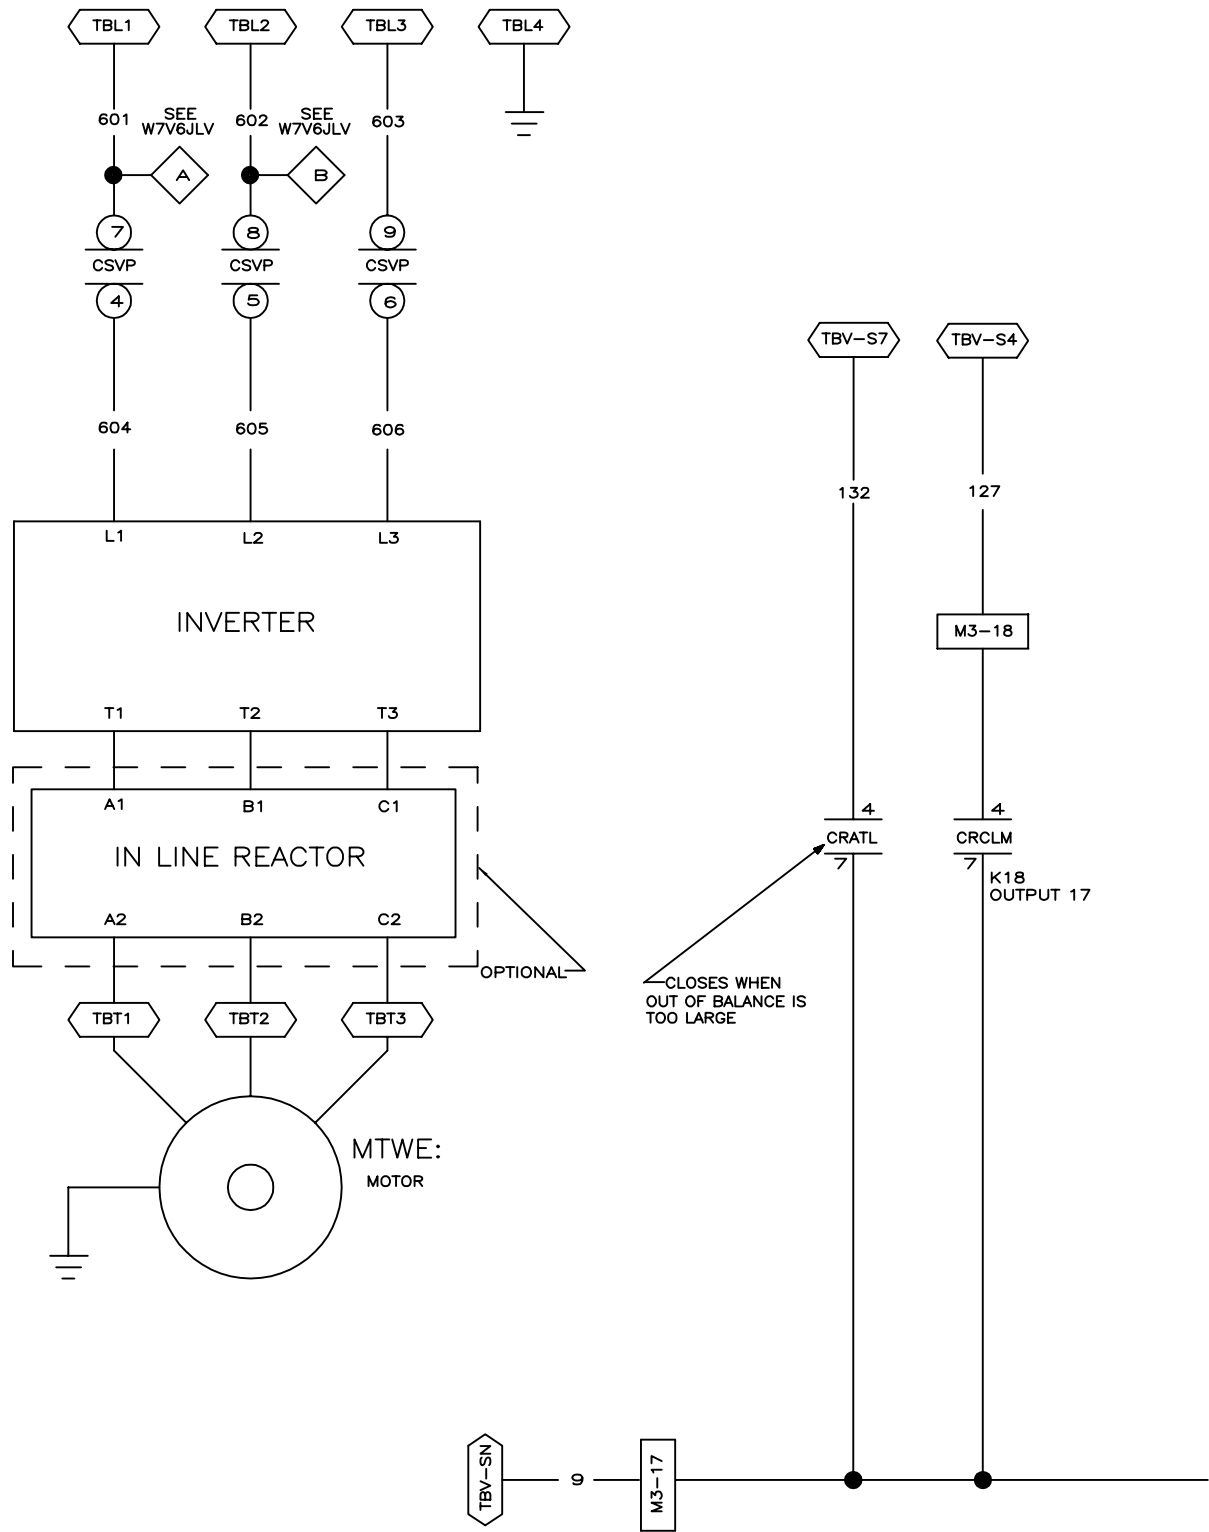 TBL1 TBL2 TBL3 TBL4
601 SEE W7V6JLV 602 SEE W7V6JLV 603
A B
7 8 9
CSVP CSVP CSVP
4 5 6
TBV-S7 TBV-S4
604 605 606
132 127
L1 L2 L3
INVERTER
M3-18
T1 T2 T3
A1 B1 C1
4 4
CRATL CRCLM
IN LINE REACTOR
7 7
K18
OUTPUT 17
A2 B2 C2
OPTIONAL
CLOSES WHEN
OUT OF BALANCE IS
TOO LARGE
TBT1 TBT2 TBT3
MTWE:
MOTOR
TBV-SN 9 M3-17